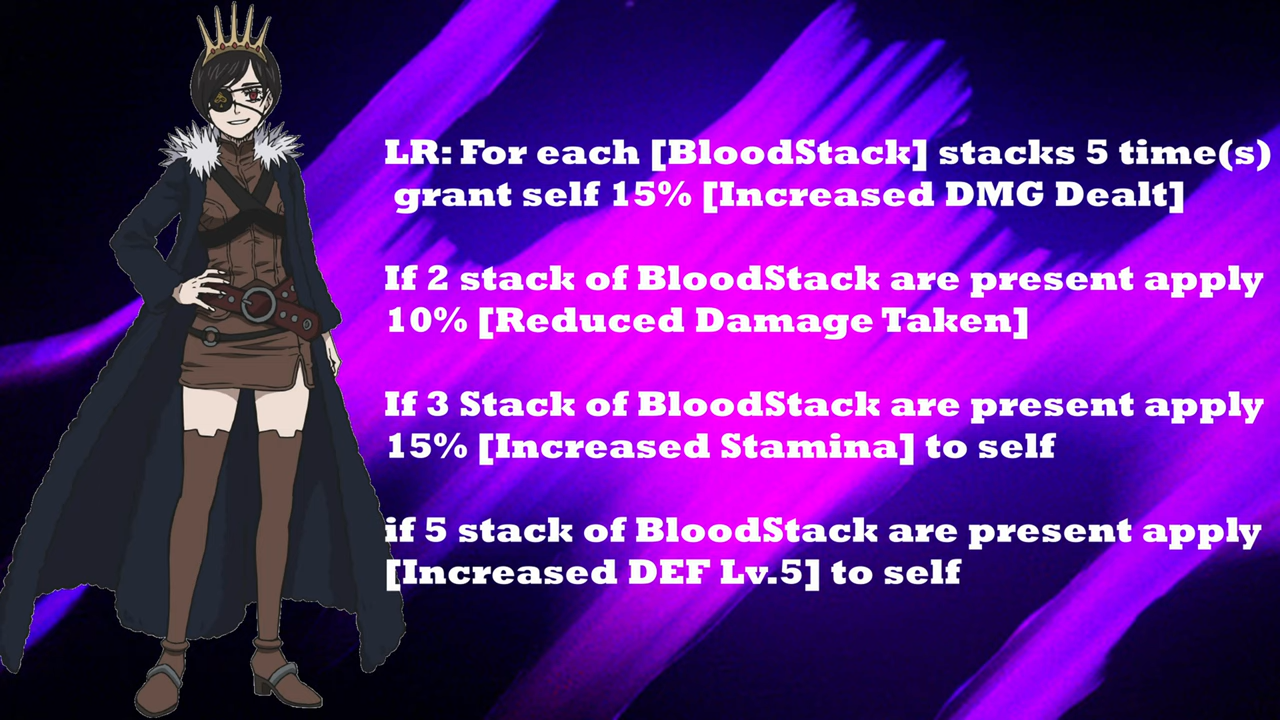 LR: For each [BloodStack] stacks 5 time(s)
grant self 15% [Increased DMG Dealt]
If 2 stack of BloodStack are present apply
10% [Reduced Damage Taken]
If 3 Stack of BloodStack are present apply
15% [Increased Stamina] to self
if 5 stack of BloodStack are present apply
[Increased DEF Lv.5] to self